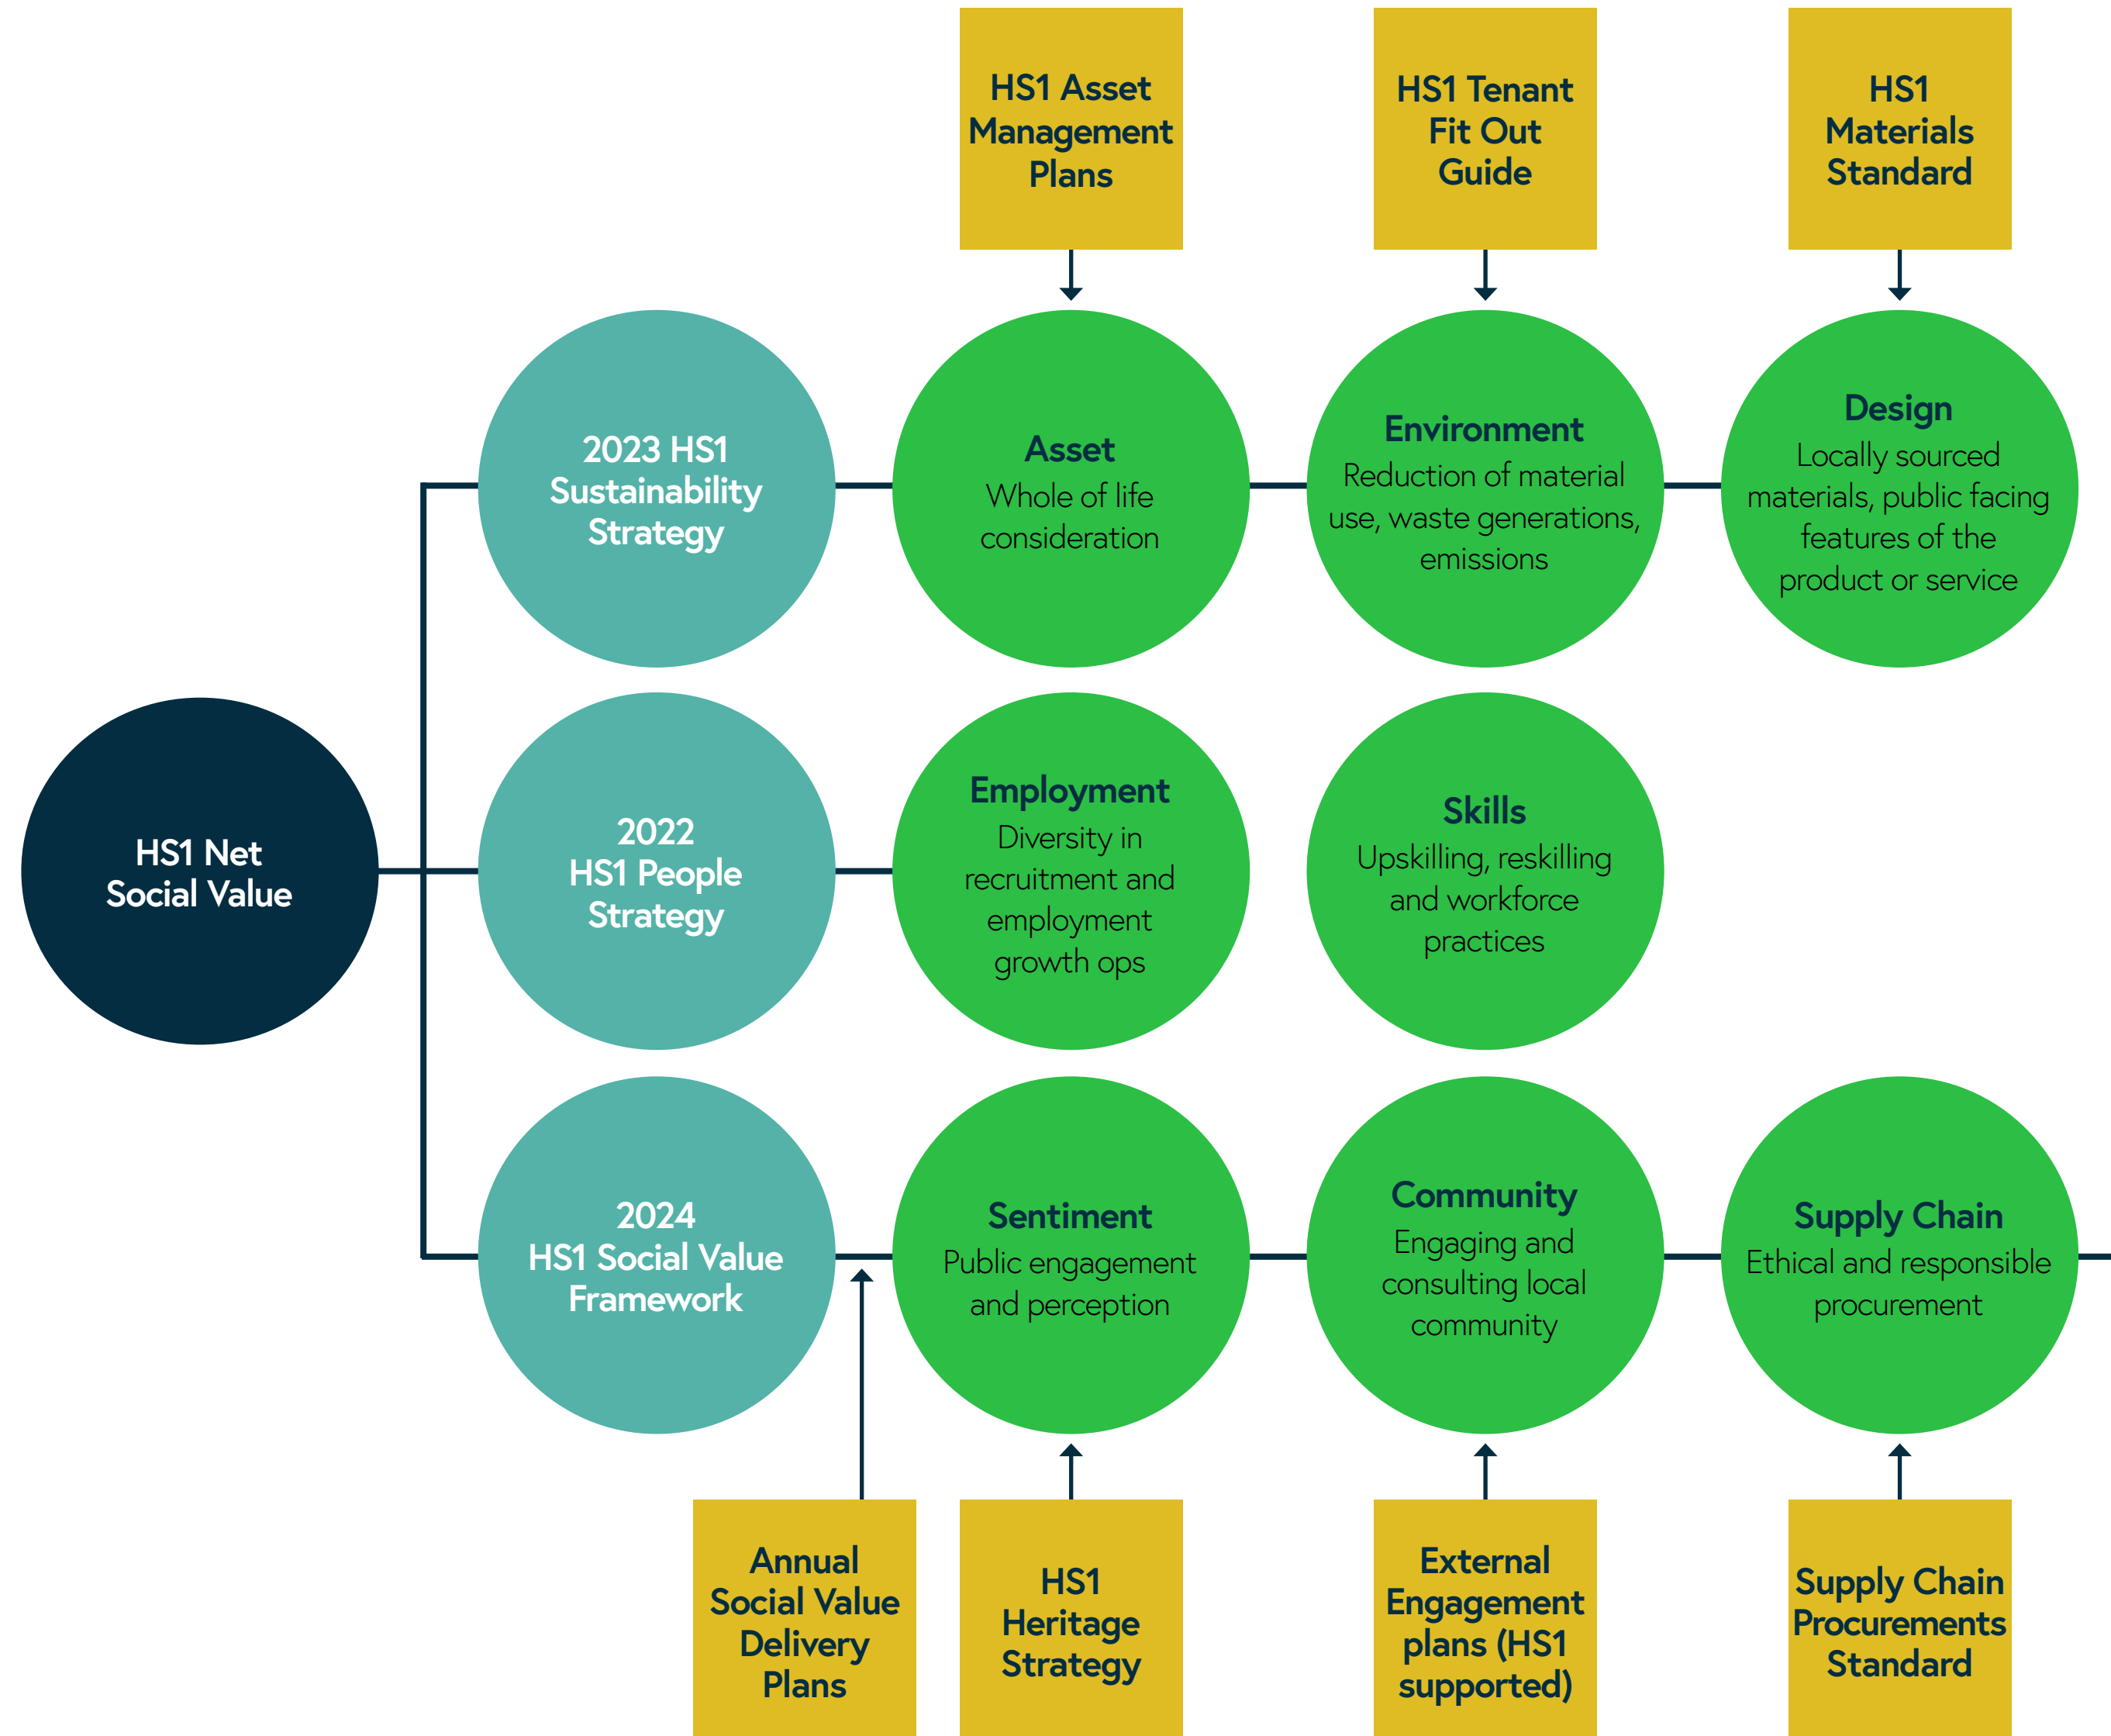 HS1 Asset
Management
Plans
HS1 Tenant
Fit Out
Guide
HS1
Materials
Standard
2023 HS1
Sustainability
Strategy
Asset
Whole of life
consideration
Environment
Reduction of material
use, waste generations,
emissions
Design
Locally sourced
materials, public facing
features of the
product or service
HS1 Net
Social Value
2022
HS1 People
Strategy
Employment
Diversity in
recruitment and
employment
growth ops
Skills
Upskilling, reskilling
and workforce
practices
2024
HS1 Social Value
Framework
Sentiment
Public engagement
and perception
Community
Engaging and
consulting local
community
Supply Chain
Ethical and responsible
procurement
Annual
Social Value
Delivery
Plans
HS1
Heritage
Strategy
External
Engagement
plans (HS1
supported)
Supply Chain
Procurements
Standard